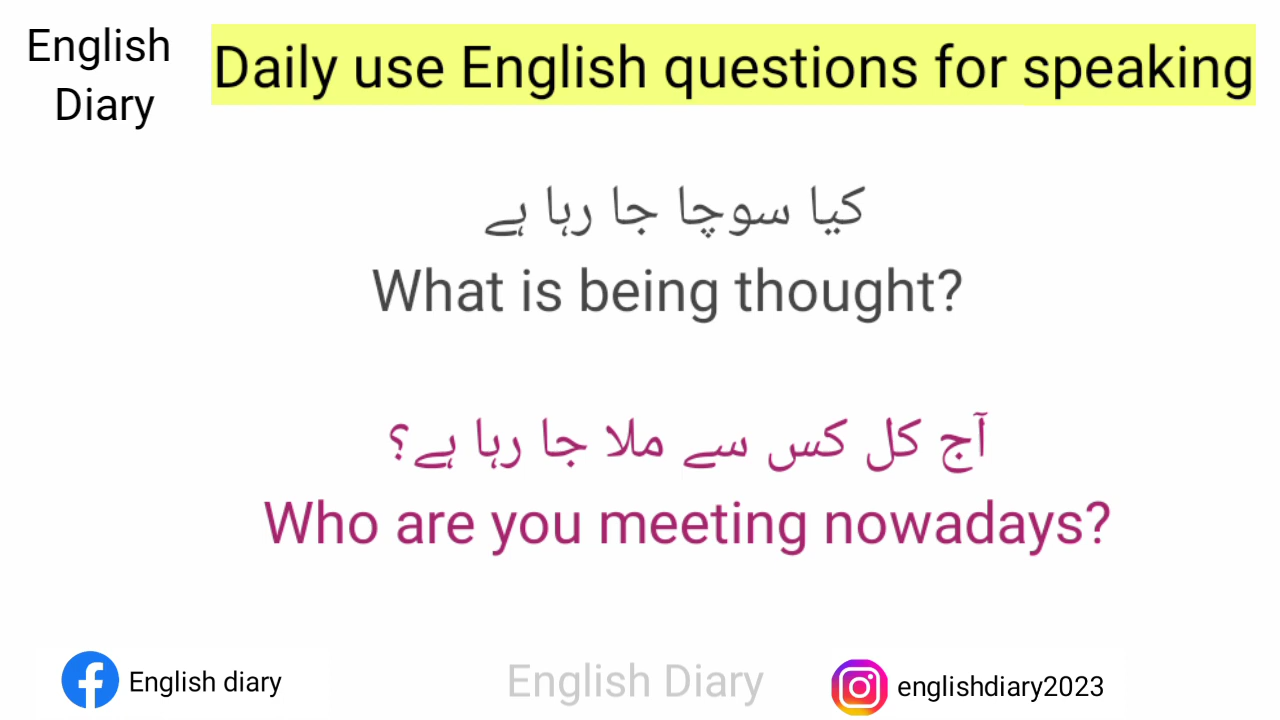 English
Diary
Daily use English questions for speaking
کیا سوچا جا رہا ہے
What is being thought?
آج کل کس سے ملا جا رہا ہے؟
Who are you meeting nowadays?
English diary
English Diary
englishdiary2023